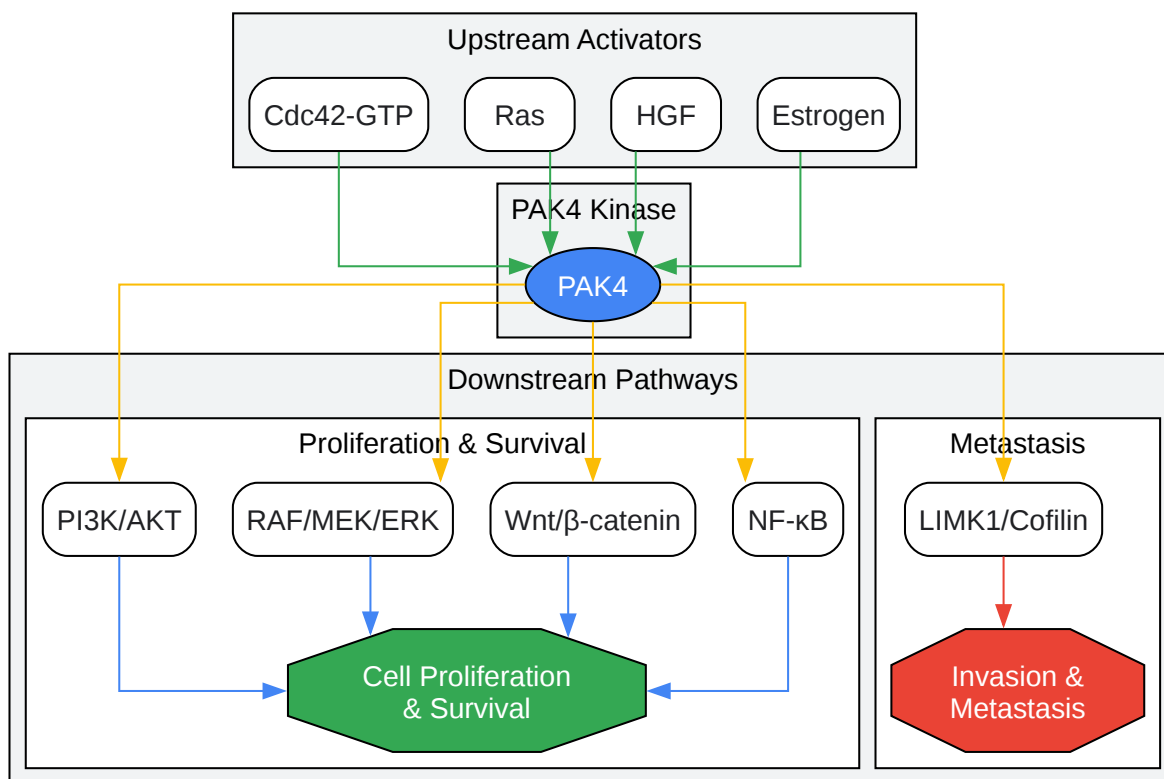 Upstream Activators
Cdc42-GTP
Ras
HGF
Estrogen
PAK4 Kinase
PAK4
Downstream Pathways
Proliferation & Survival
Metastasis
PI3K/AKT
RAF/MEK/ERK
Wnt/β-catenin
NF-κB
LIMK1/Cofilin
Cell Proliferation
& Survival
Invasion &
Metastasis